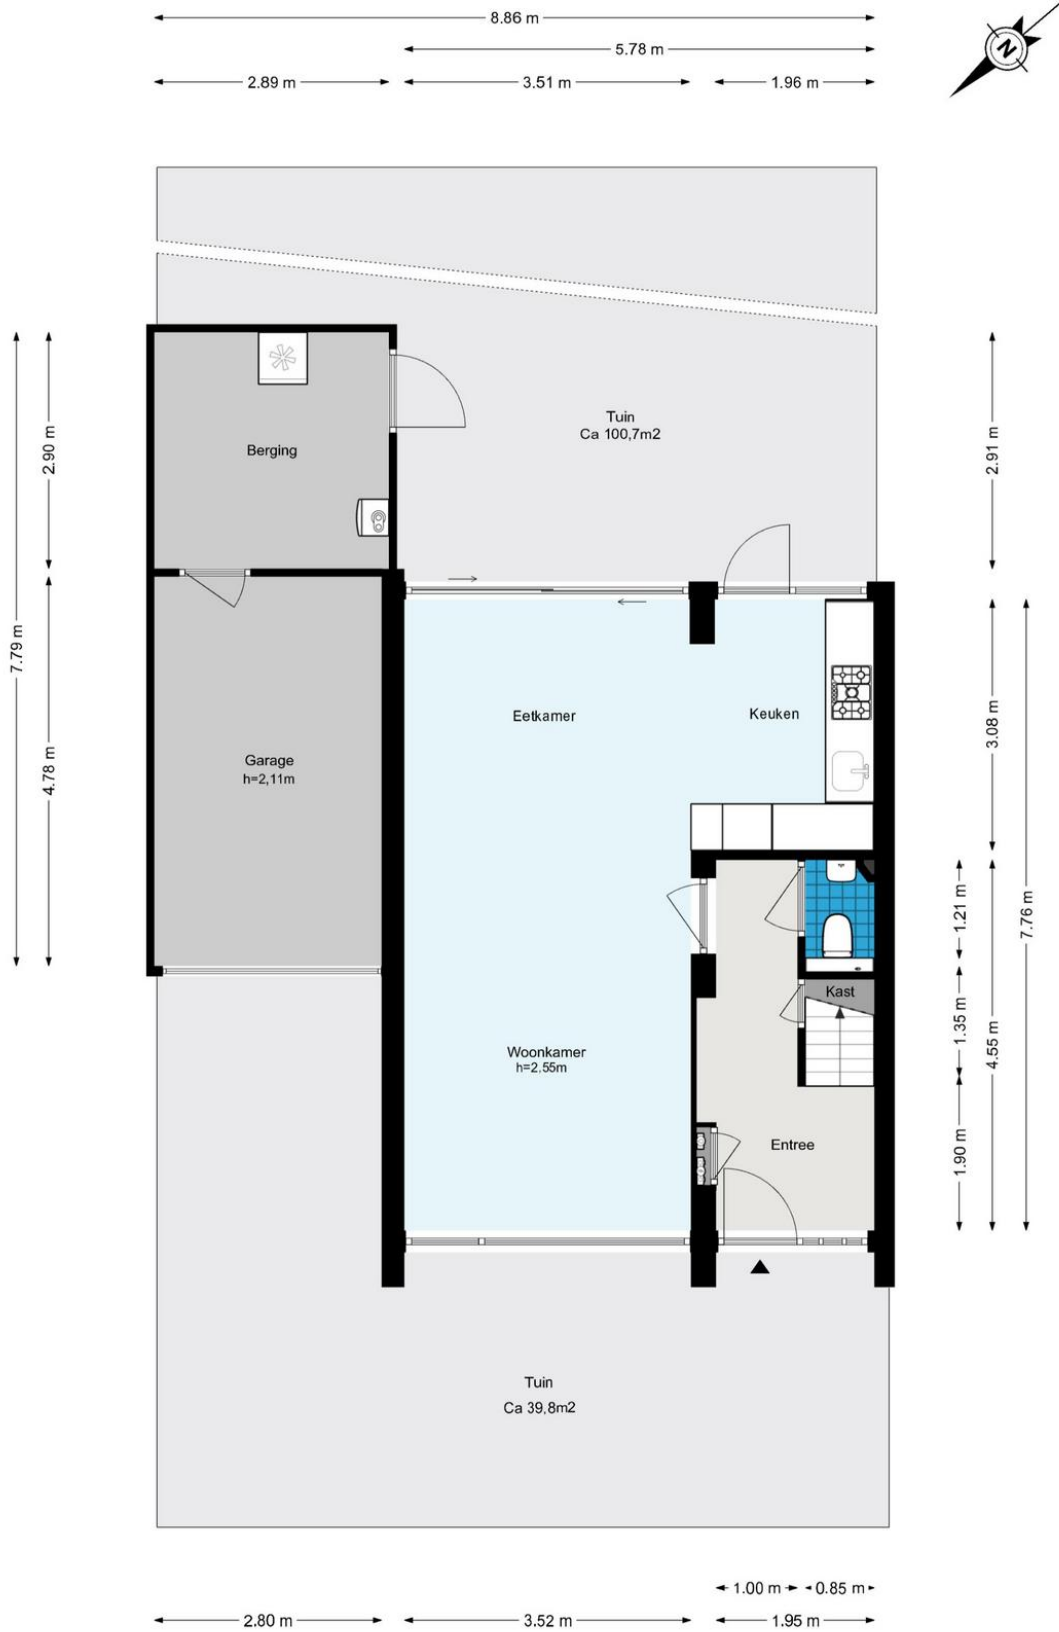 8.86 m
5.78 m
2.89 m
3.51 m
1.96 m
N
2.90 m
7.79 m
4.78 m
Berging
Tuin
Ca 100,7m2
2.91 m
Eetkamer
Keuken
3.08 m
Garage
h=2,11m
1.21 m
7.76 m
Kast
1.35 m
4.55 m
Woonkamer
h=2.55m
Entree
1.90 m
Tuin
Ca 39,8m2
1.00 m
0.85 m
2.80 m
3.52 m
1.95 m